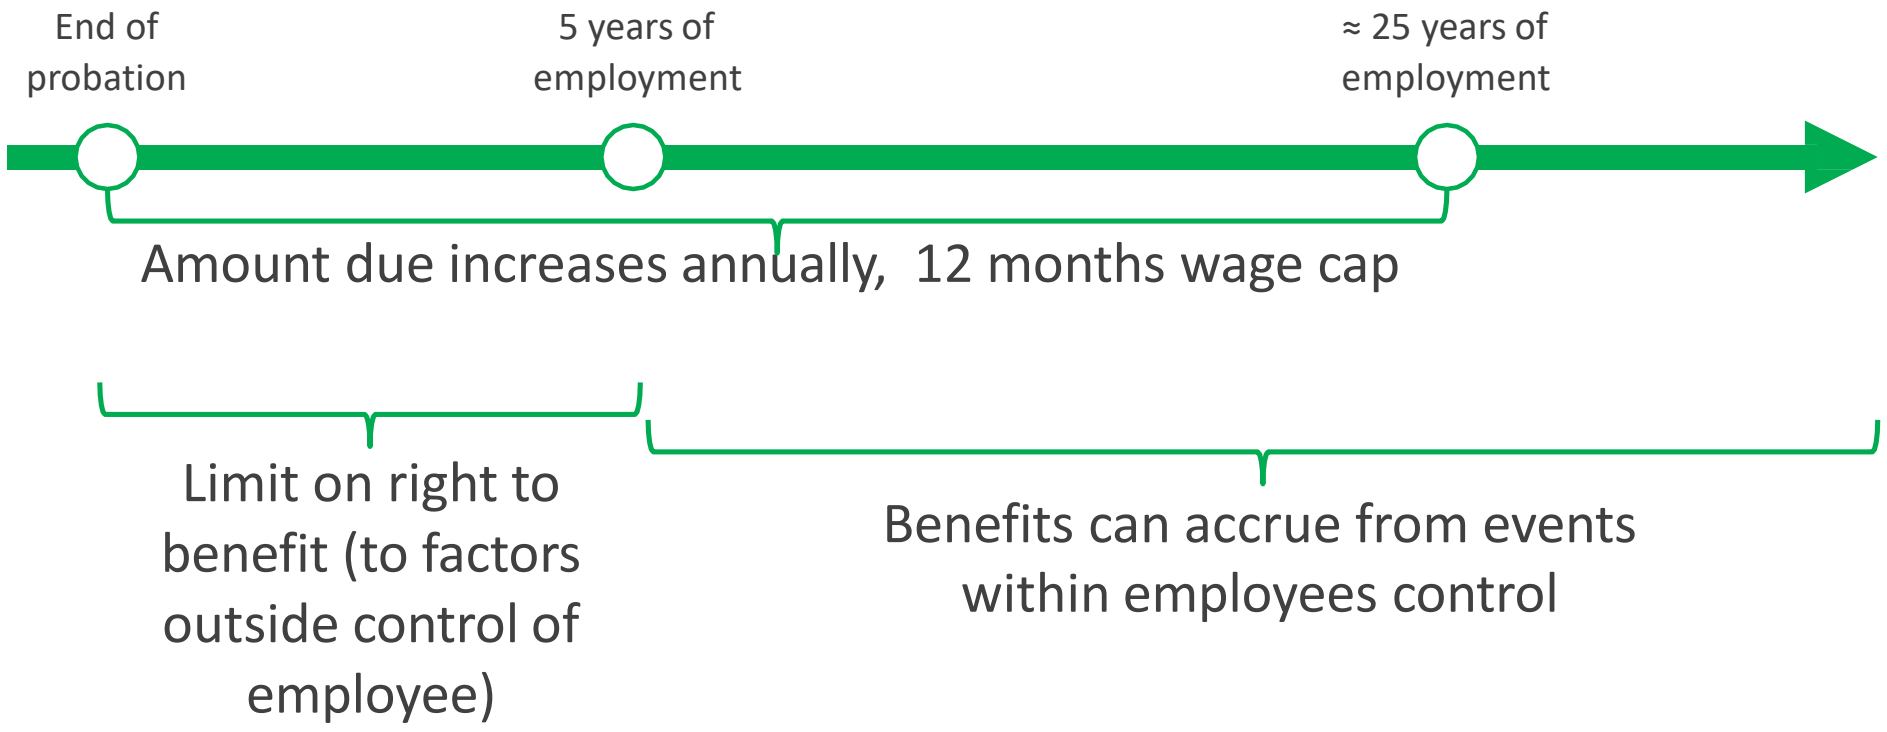 End of
probation
5 years of
employment
≈ 25 years of
employment
Amount due increases annually,  12 months wage cap
Limit on right to
benefit (to factors
outside control of
employee)
Benefits can accrue from events
within employees control